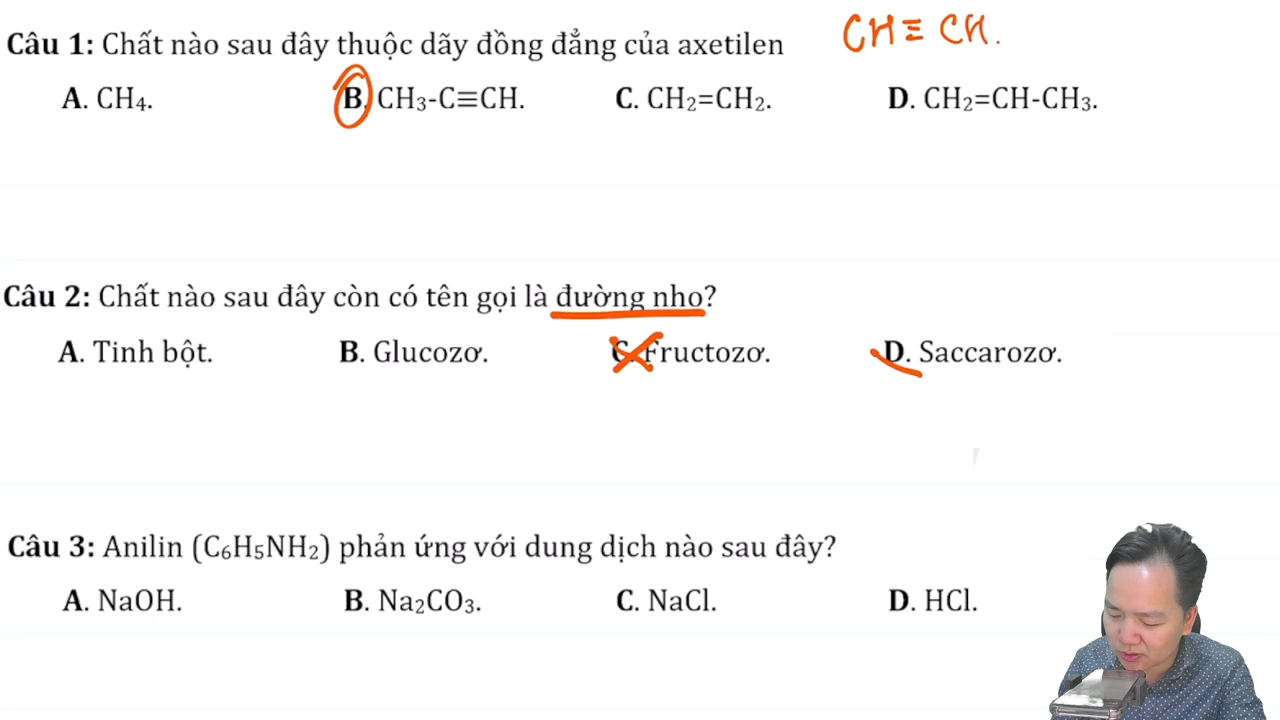 Câu 1: Chất nào sau đây thuộc dãy đồng đẳng của axetilen CH≡CH.
A. CH₄. B. CH₃-C≡CH. C. CH₂=CH₂. D. CH₂=CH-CH₃.
Câu 2: Chất nào sau đây còn có tên gọi là đường nho?
A. Tinh bột. B. Glucozơ. C. Fructozơ. D. Saccarozơ.
Câu 3: Anilin (C₆H₅NH₂) phản ứng với dung dịch nào sau đây?
A. NaOH. B. Na₂CO₃. C. NaCl. D. HCl.